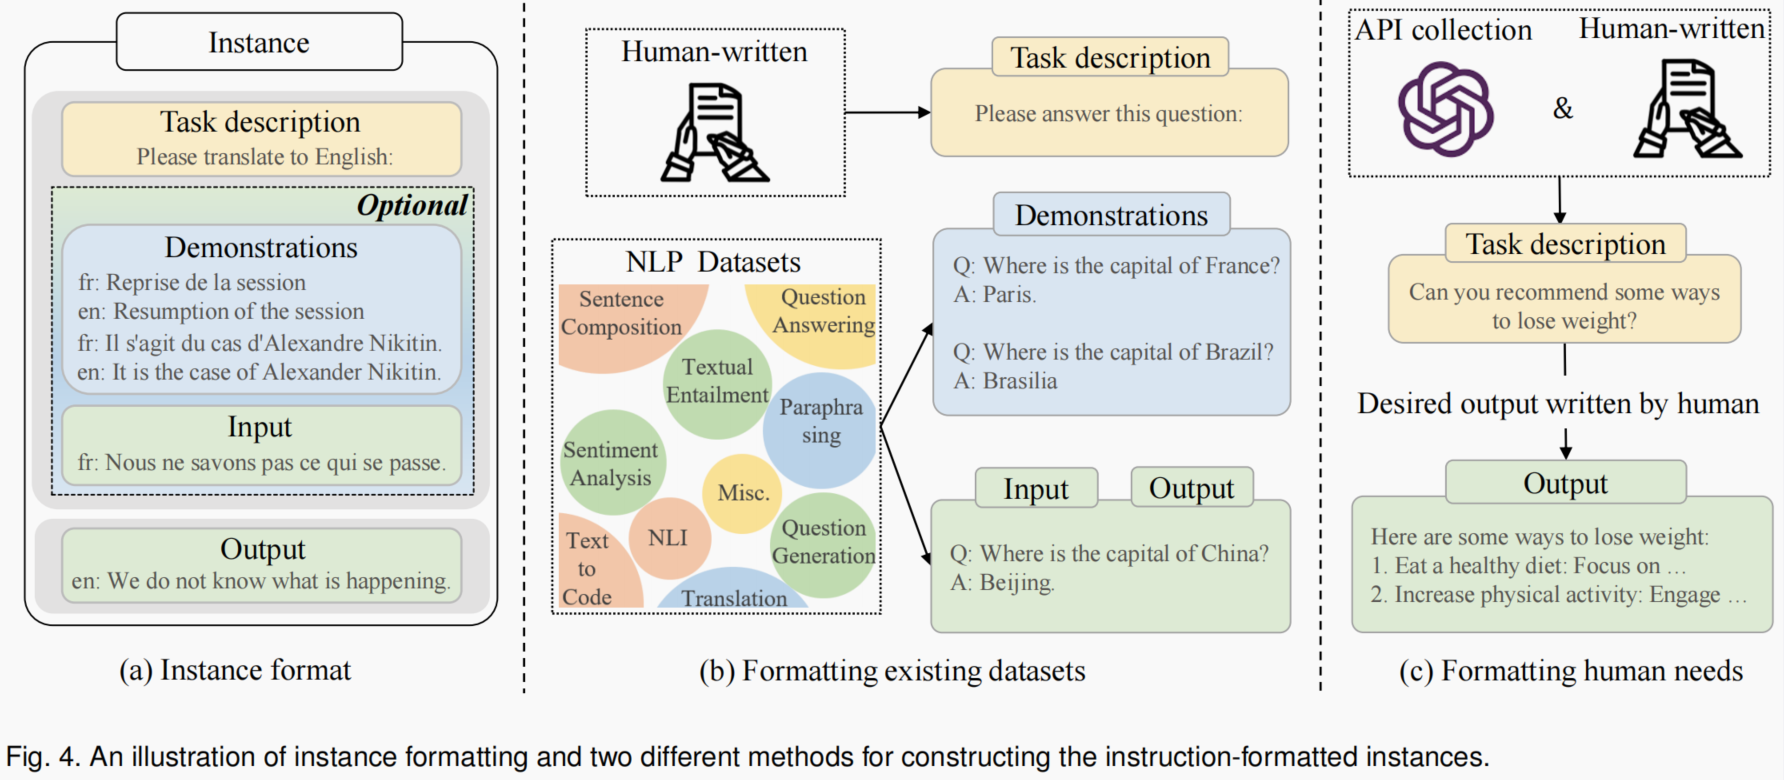 Instance
Task description
Please translate to English:
Optional
Demonstrations
fr: Reprise de la session
en: Resumption of the session
fr: Il s'agit du cas d'Alexandre Nikitin.
en: It is the case of Alexander Nikitin.
Input
fr: Nous ne savons pas ce qui se passe.
Output
en: We do not know what is happening.
(a) Instance format
Human-written
Task description
Please answer this question:
NLP Datasets
Sentence
Composition
Question
Answering
Textual
Entailment
Paraphra
sing
Sentiment
Analysis
Misc.
NLI
Question
Generation
Text
to
Code
Translation
Demonstrations
Q: Where is the capital of France?
A: Paris.
Q: Where is the capital of Brazil?
A: Brasilia
Input
Output
Q: Where is the capital of China?
A: Beijing.
(b) Formatting existing datasets
API collection
&
Human-written
Task description
Can you recommend some ways
to lose weight?
Desired output written by human
Output
Here are some ways to lose weight:
1. Eat a healthy diet: Focus on …
2. Increase physical activity: Engage …
(c) Formatting human needs
Fig. 4. An illustration of instance formatting and two different methods for constructing the instruction-formatted instances.